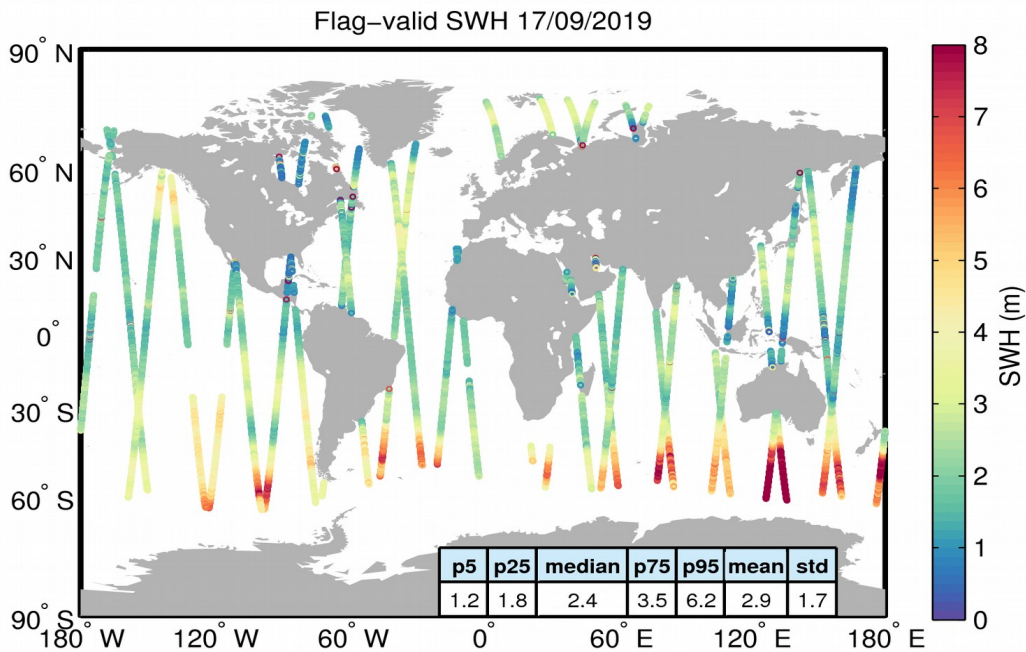 Flag−valid SWH 17/09/2019
90° N
60° N
30° N
0°
30° S
60° S
90° S
180° W
120° W
60° W
0°
60° E
120° E
180° E
8
7
6
5
4
3
2
1
0
SWH (m)
p5 p25 median p75 p95 mean std
1.2 1.8 2.4 3.5 6.2 2.9 1.7